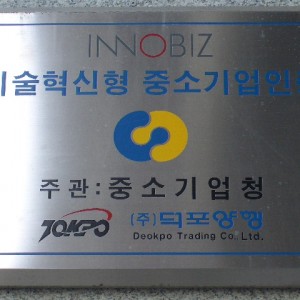 INNOBIZ
기술혁신형 중소기업인
주관 : 중소기업청
JOKPO (주) 덕포양행
Deokpo Trading Co., Ltd.